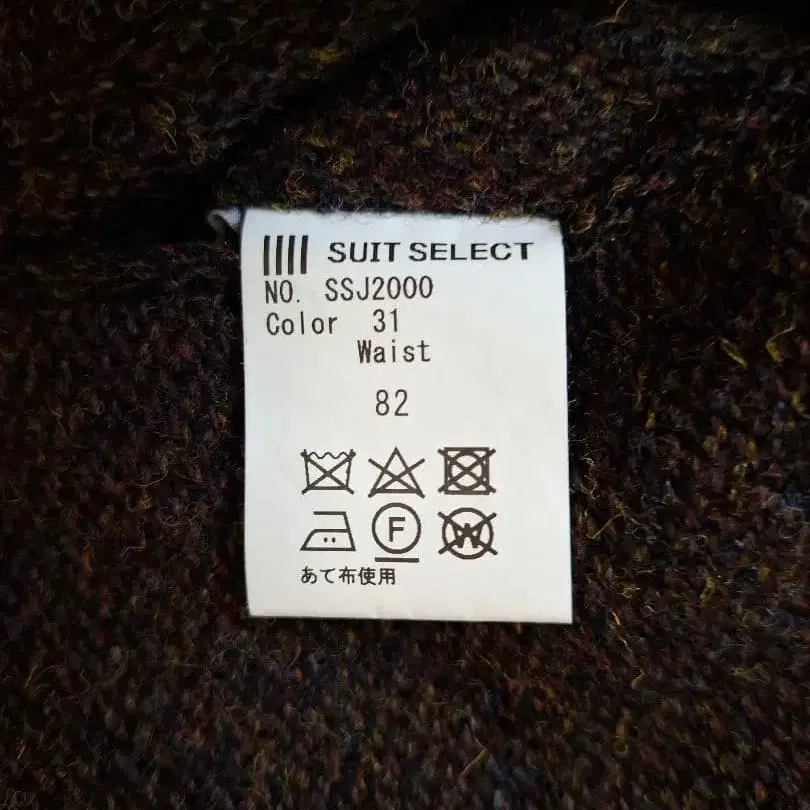 SUIT SELECT
NO. SSJ2000
Color 31
Waist
82
F W
あて布使用